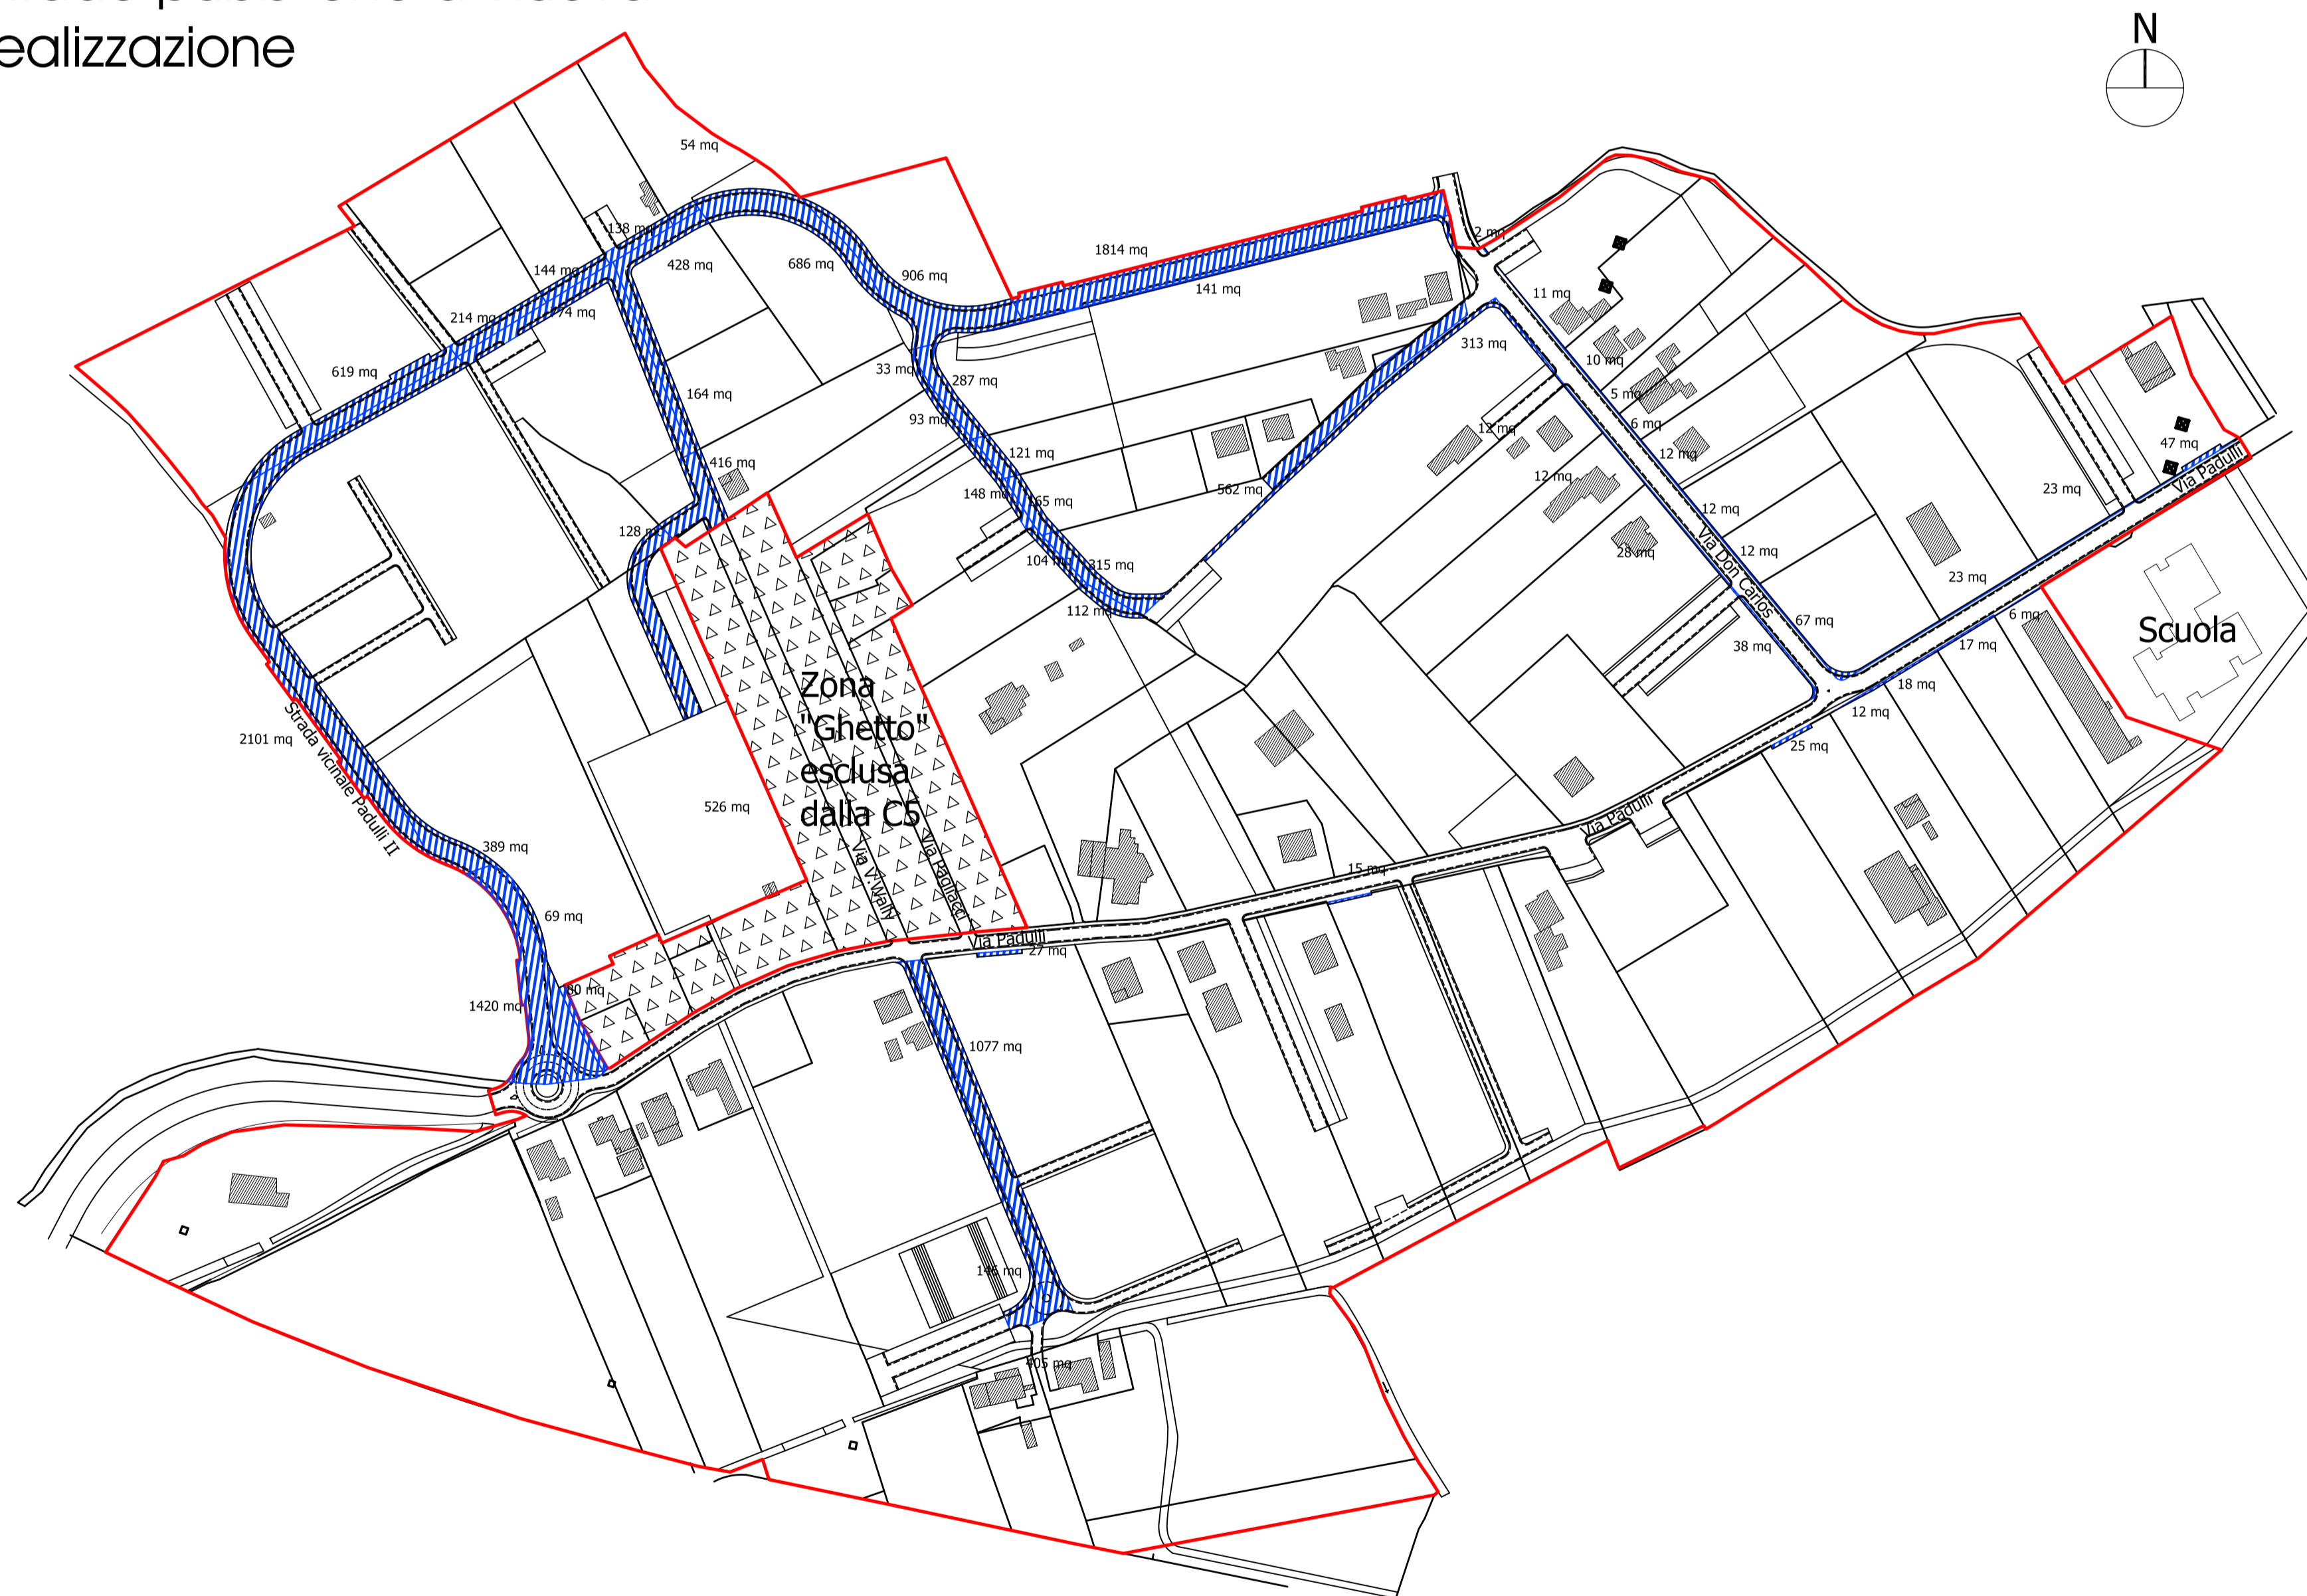 ealizzazione
N
54 mq
138 mq
144 mq
428 mq
686 mq
906 mq
1814 mq
141 mq
2 mq
11 mq
214 mq
74 mq
619 mq
164 mq
33 mq
287 mq
93 mq
313 mq
10 mq
5 mq
6 mq
12 mq
12 mq
47 mq
Via Padulli
416 mq
121 mq
148 mq
165 mq
562 mq
12 mq
23 mq
12 mq
128 m
104 m
315 mq
28 mq
Via Don Carlos
12 mq
23 mq
112 mq
67 mq
6 mq
Scuola
38 mq
17 mq
18 mq
12 mq
25 mq
Zona
"Ghetto"
esclusa
dalla C5
2101 mq
Strada vicinale Padulli II
526 mq
389 mq
69 mq
Via V.Wally
Via Pagliacci
15 mq
Via Padulli
Via Padulli
27 mq
80 mq
1420 mq
1077 mq
146 mq
405 mq